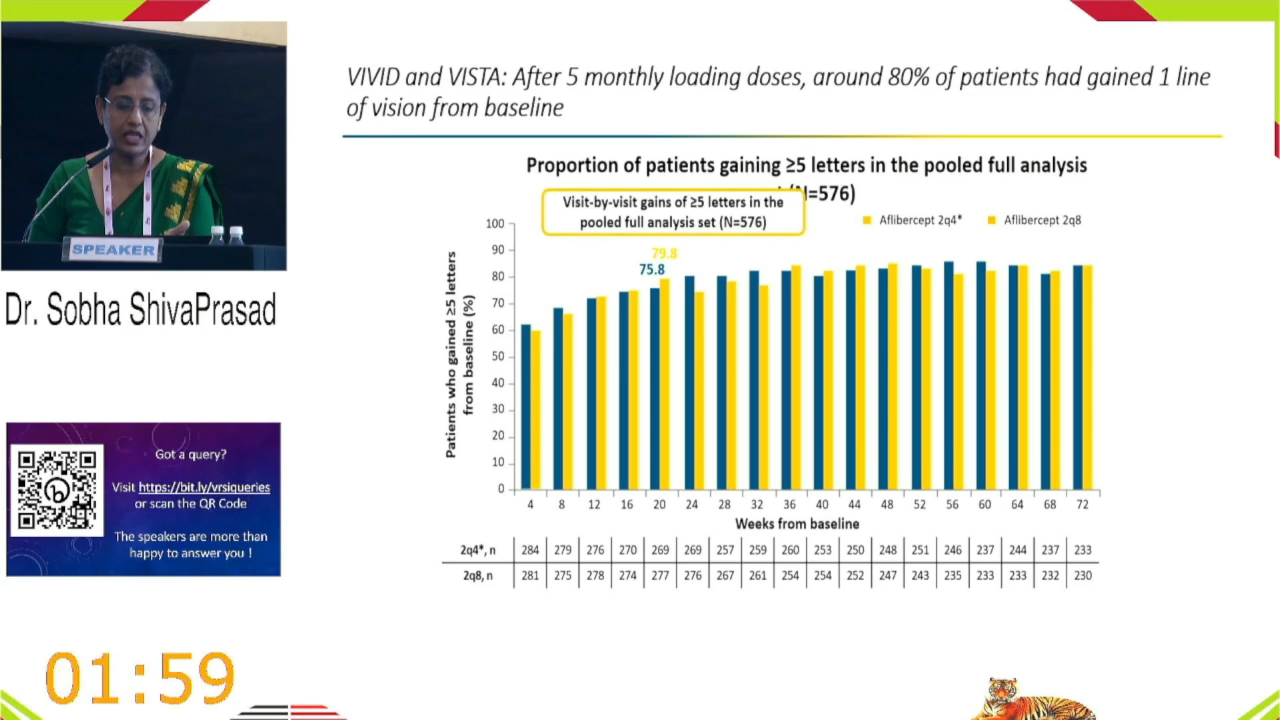 VIVID and VISTA: After 5 monthly loading doses, around 80% of patients had gained 1 line
of vision from baseline
Proportion of patients gaining ≥5 letters in the pooled full analysis
(N=576)
Visit-by-visit gains of ≥5 letters in the
pooled full analysis set (N=576)
Aflibercept 2q4* Aflibercept 2q8
79.8
75.8
Patients who gained ≥5 letters
from baseline (%)
100
90
80
70
60
50
40
30
20
10
0
4 8 12 16 20 24 28 32 36 40 44 48 52 56 60 64 68 72
Weeks from baseline
2q4*, n 284 279 276 270 269 269 257 259 260 253 250 248 251 246 237 244 237 233
2q8, n 281 275 278 274 277 276 267 261 254 254 252 247 243 235 233 233 232 230
SPEAKER
Dr. Sobha ShivaPrasad
Got a query?
Visit https://bit.ly/vrsiqueries
or scan the QR Code
The speakers are more than
happy to answer you !
01:59